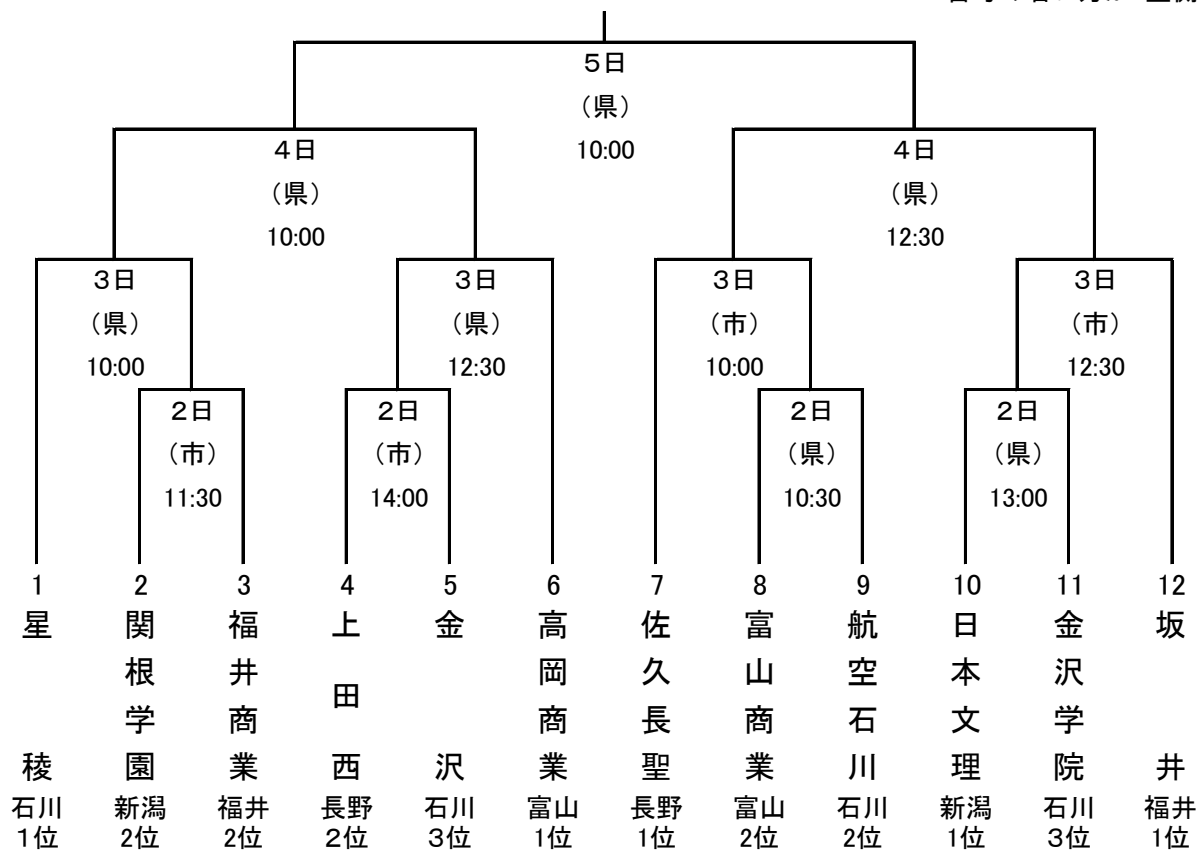 5日
（県）
10:00
4日
（県）
10:00
4日
（県）
12:30
3日
（県）
10:00
3日
（県）
12:30
3日
（市）
10:00
3日
（市）
12:30
2日
（市）
11:30
2日
（市）
14:00
2日
（県）
10:30
2日
（県）
13:00
1
星稜
石川
1位
2
関根学園
新潟
2位
3
福井商業
福井
2位
4
上田西
長野
2位
5
金沢
石川
3位
6
高岡商業
富山
1位
7
佐久長聖
長野
1位
8
富山商業
富山
2位
9
航空石川
石川
2位
10
日本文理
新潟
1位
11
金沢学院
石川
3位
12
坂井
福井
1位